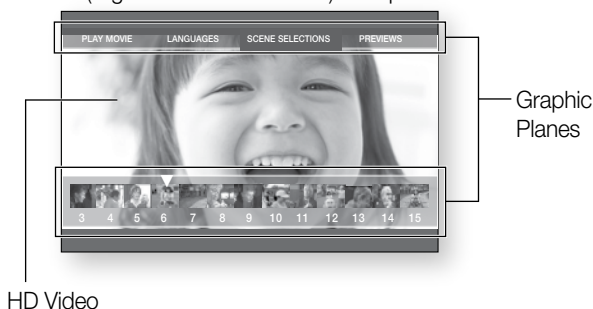 PLAY MOVIE LANGUAGES SCENE SELECTIONS PREVIEWS
Graphic
Planes
3 4 5 6 7 8 9 10 11 12 13 14 15
HD Video